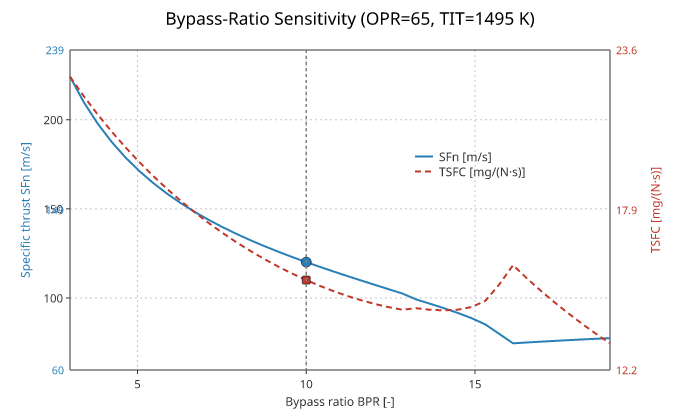 Bypass-Ratio Sensitivity (OPR=65, TIT=1495 K)
239
23.6
200
SFn [m/s]
TSFC [mg/(N·s)]
Specific thrust SFn [m/s]
TSFC [mg/(N·s)]
150
17.9
100
60
12.2
5
10
15
Bypass ratio BPR [-]